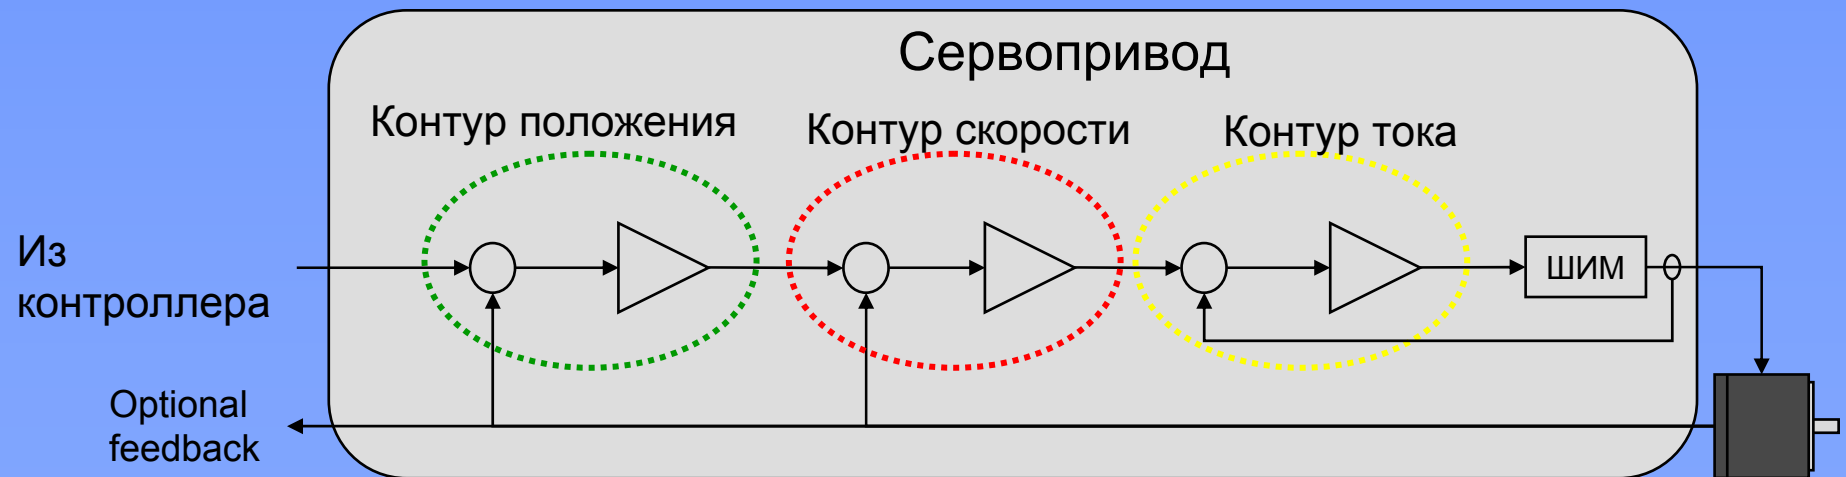 Сервопривод
Контур положения
Контур скорости
Контур тока
Из
контроллера
ШИМ
Optional
feedback